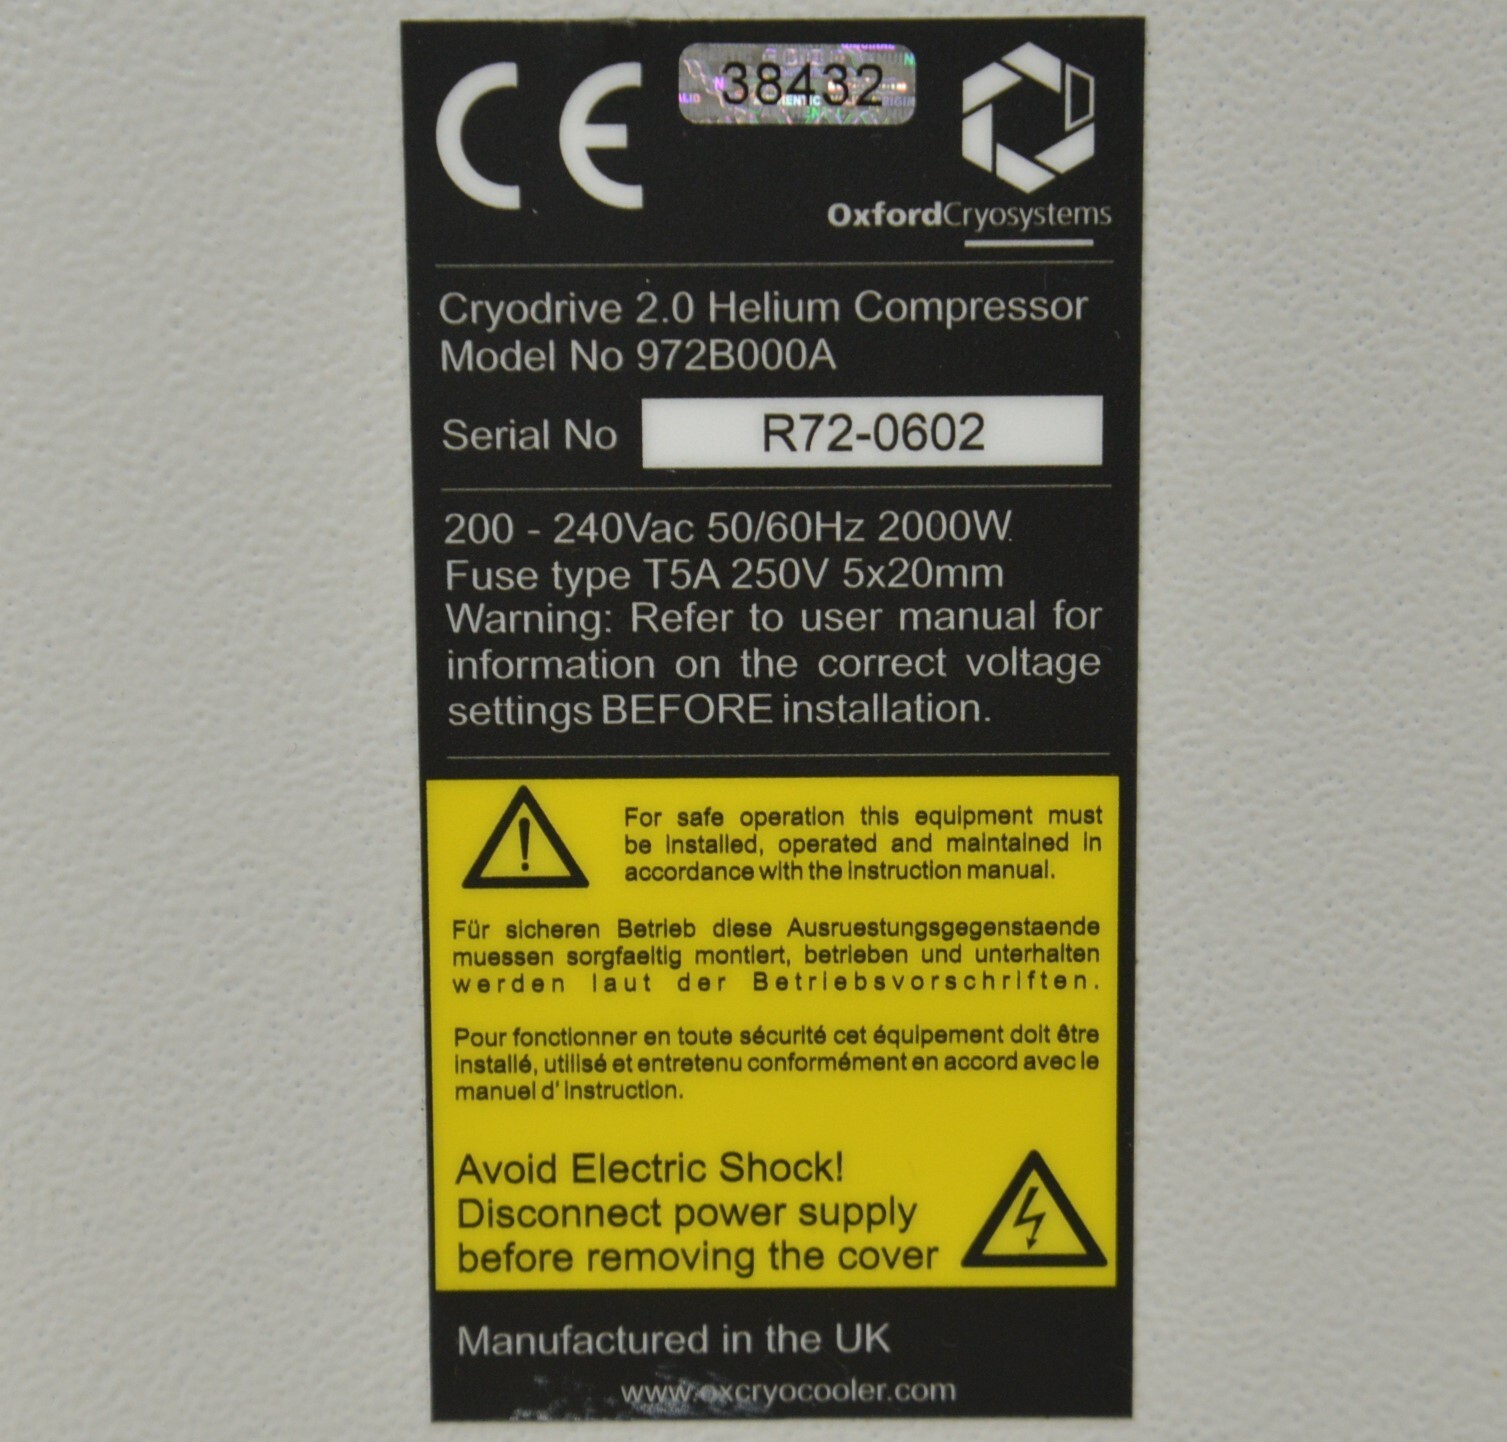 CE
38432
OxfordCryosystems
Cryodrive 2.0 Helium Compressor
Model No 972B000A
Serial No R72-0602
200 - 240Vac 50/60Hz 2000W.
Fuse type T5A 250V 5x20mm
Warning: Refer to user manual for
information on the correct voltage
settings BEFORE installation.
For safe operation this equipment must
be installed, operated and maintained in
accordance with the instruction manual.
Für sicheren Betrieb diese Ausruestungsgegenstaende
muessen sorgfaeltig montiert, betrieben und unterhalten
werden laut der Betriebsvorschriften.
Pour fonctionner en toute sécurité cet équipement doit être
installé, utilisé et entretenu conformément en accord avec le
manuel d' instruction.
Avoid Electric Shock!
Disconnect power supply
before removing the cover
Manufactured in the UK
www.oxcryocooler.com